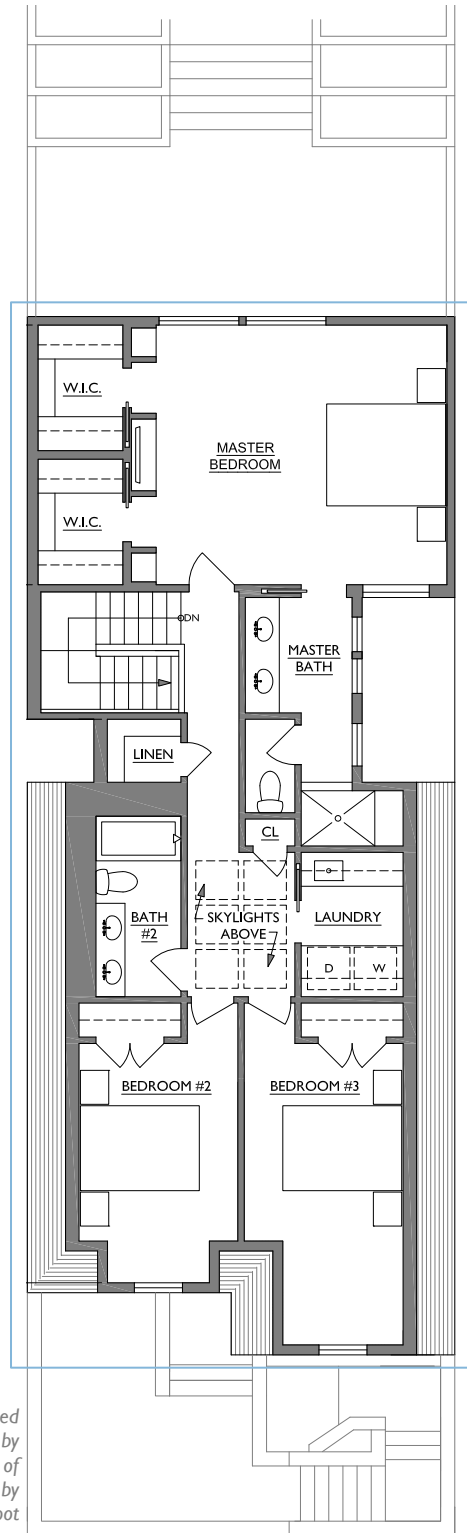 W.I.C.
MASTER
BEDROOM
W.I.C.
DN
MASTER
BATH
LINEN
CL
BATH
#2
SKYLIGHTS
ABOVE
LAUNDRY
D
W
BEDROOM #2
BEDROOM #3
ed
by
of
by
oot